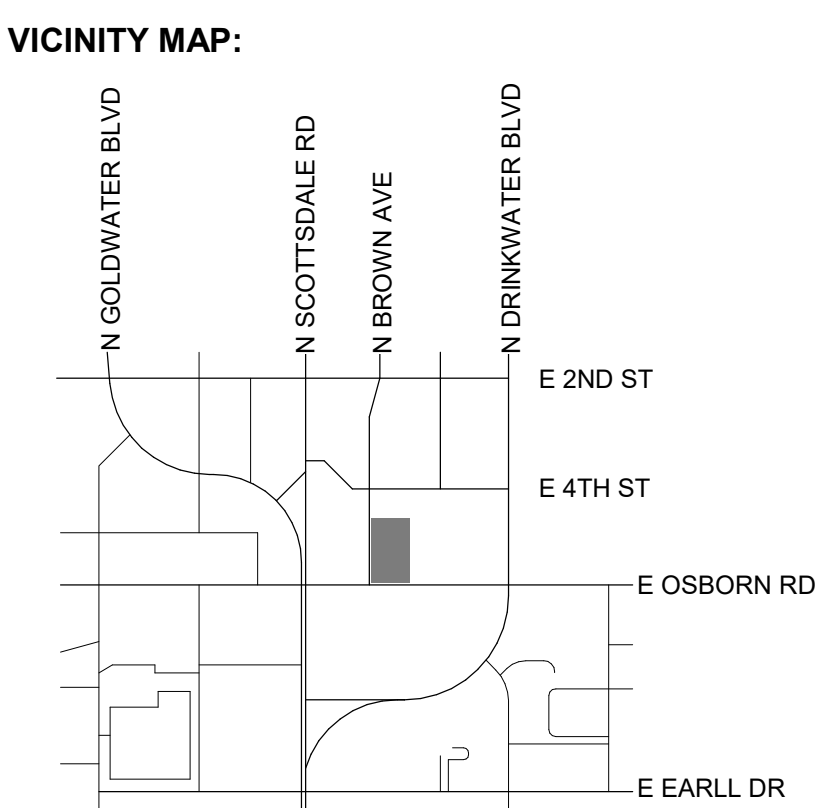 VICINITY MAP:
N GOLDWATER BLVD
N SCOTTSDALE RD
N BROWN AVE
N DRINKWATER BLVD
E 2ND ST
E 4TH ST
E OSBORN RD
E EARLL DR